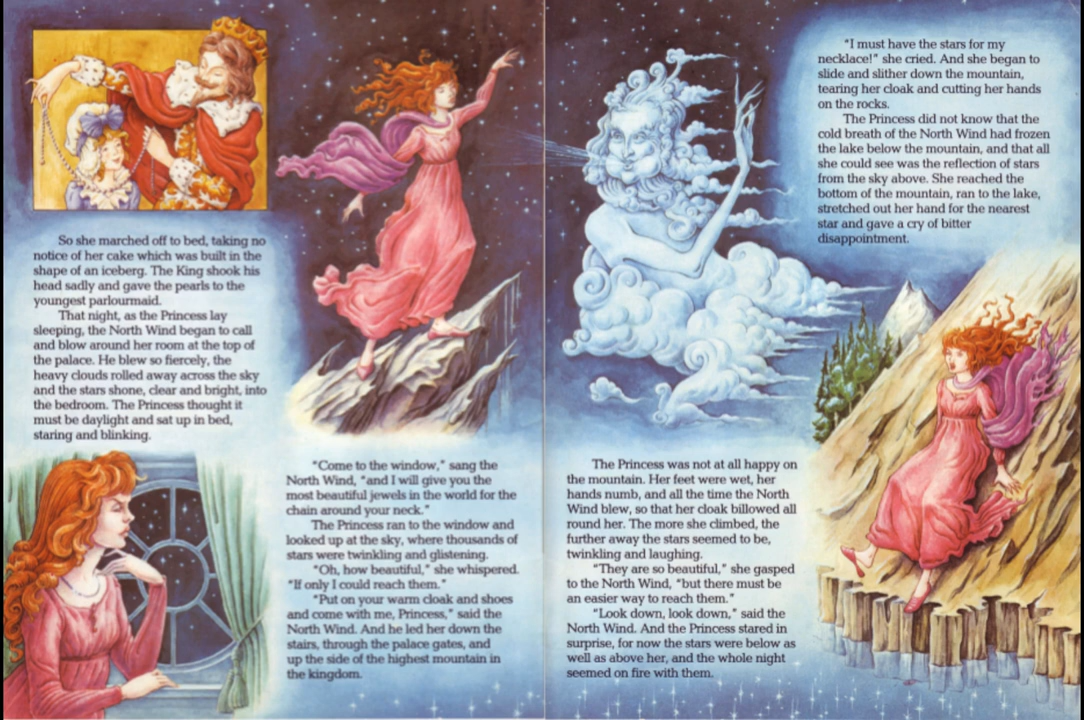 So she marched off to bed, taking no
notice of her cake which was built in the
shape of an iceberg. The King shook his
head sadly and gave the pearls to the
youngest parlourmaid.
That night, as the Princess lay
sleeping, the North Wind began to call
and blow around her room at the top of
the palace. He blew so fiercely, the
heavy clouds rolled away across the sky
and the stars shone, clear and bright, into
the bedroom. The Princess thought it
must be daylight and sat up in bed,
staring and blinking.
"Come to the window," sang the
North Wind, "and I will give you the
most beautiful jewels in the world for the
chain around your neck."
The Princess ran to the window and
looked up at the sky, where thousands of
stars were twinkling and glistening.
"Oh, how beautiful," she whispered.
"If only I could reach them."
"Put on your warm cloak and shoes
and come with me, Princess," said the
North Wind. And he led her down the
stairs, through the palace gates, and
up the side of the highest mountain in
the kingdom.
The Princess was not at all happy on
the mountain. Her feet were wet, her
hands numb, and all the time the North
Wind blew, so that her cloak billowed all
round her. The more she climbed, the
further away the stars seemed to be,
twinkling and laughing.
"They are so beautiful," she gasped
to the North Wind, "but there must be
an easier way to reach them."
"Look down, look down," said the
North Wind. And the Princess stared in
surprise, for now the stars were below as
well as above her, and the whole night
seemed on fire with them.
"I must have the stars for my
necklace!" she cried. And she began to
slide and slither down the mountain,
tearing her cloak and cutting her hands
on the rocks.
The Princess did not know that the
cold breath of the North Wind had frozen
the lake below the mountain, and that all
she could see was the reflection of stars
from the sky above. She reached the
bottom of the mountain, ran to the lake,
stretched out her hand for the nearest
star and gave a cry of bitter
disappointment.